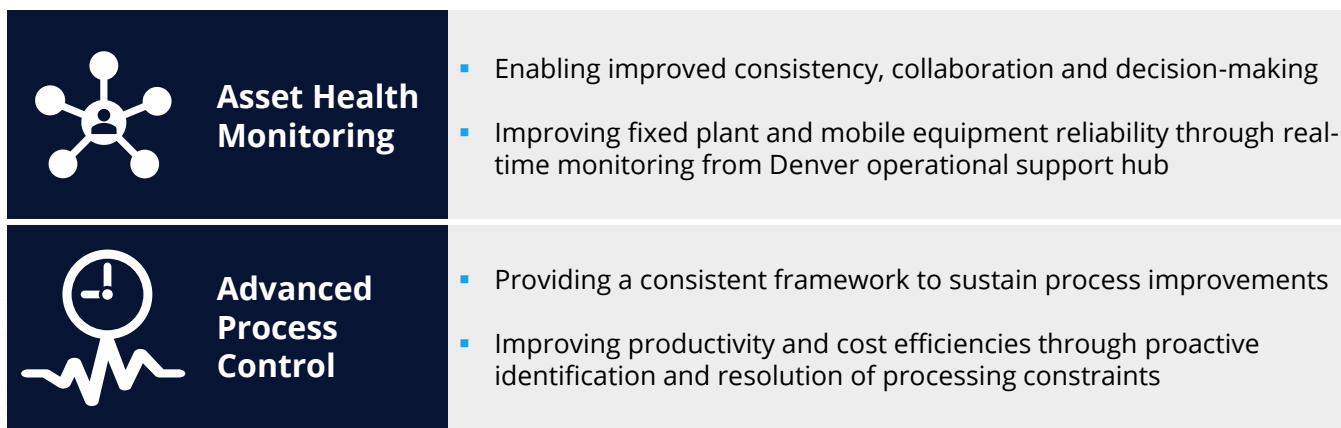 Asset Health
Monitoring
▪ Enabling improved consistency, collaboration and decision-making
▪ Improving fixed plant and mobile equipment reliability through real-
time monitoring from Denver operational support hub
Advanced
Process
Control
▪ Providing a consistent framework to sustain process improvements
▪ Improving productivity and cost efficiencies through proactive
identification and resolution of processing constraints